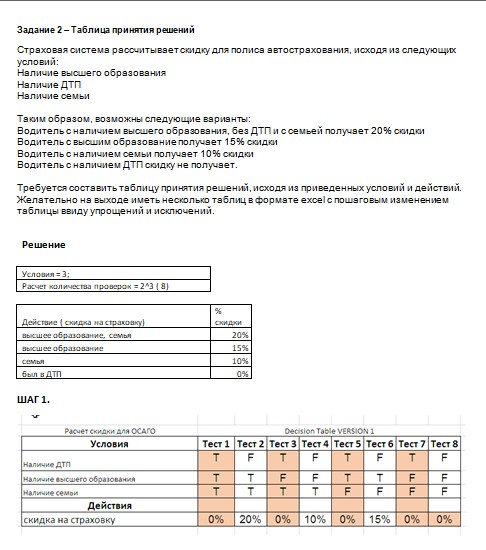 Задание 2 – Таблица принятия решений
Страховая система рассчитывает скидку для полиса автострахования, исходя из следующих
условий:
Наличие высшего образования
Наличие ДТП
Наличие семьи
Таким образом, возможны следующие варианты:
Водитель с наличием высшего образования, без ДТП и с семьей получает 20% скидки
Водитель с высшим образование получает 15% скидки
Водитель с наличием семьи получает 10% скидки
Водитель с наличием ДТП скидку не получает.
Требуется составить таблицу принятия решений, исходя из приведенных условий и действий.
Желательно на выходе иметь несколько таблиц в формате excel с пошаговым изменением
таблицы ввиду упрощений и исключений.
Решение
Условия = 3;
Расчет количества проверок = 2^3 ( 8)
Действие ( скидка на страховку) % скидки
высшее образование, семья 20%
высшее образование 15%
семья 10%
был в ДТП 0%
ШАГ 1.
Расчет скидки для ОСАГО Decision Table VERSION 1
Условия Тест 1 Тест 2 Тест 3 Тест 4 Тест 5 Тест 6 Тест 7 Тест 8
Наличие ДТП T F T F T F T F
Наличие высшего образования T T F F T T F F
Наличие семьи T T T T F F F F
Действия
скидка на страховку 0% 20% 0% 10% 0% 15% 0% 0%